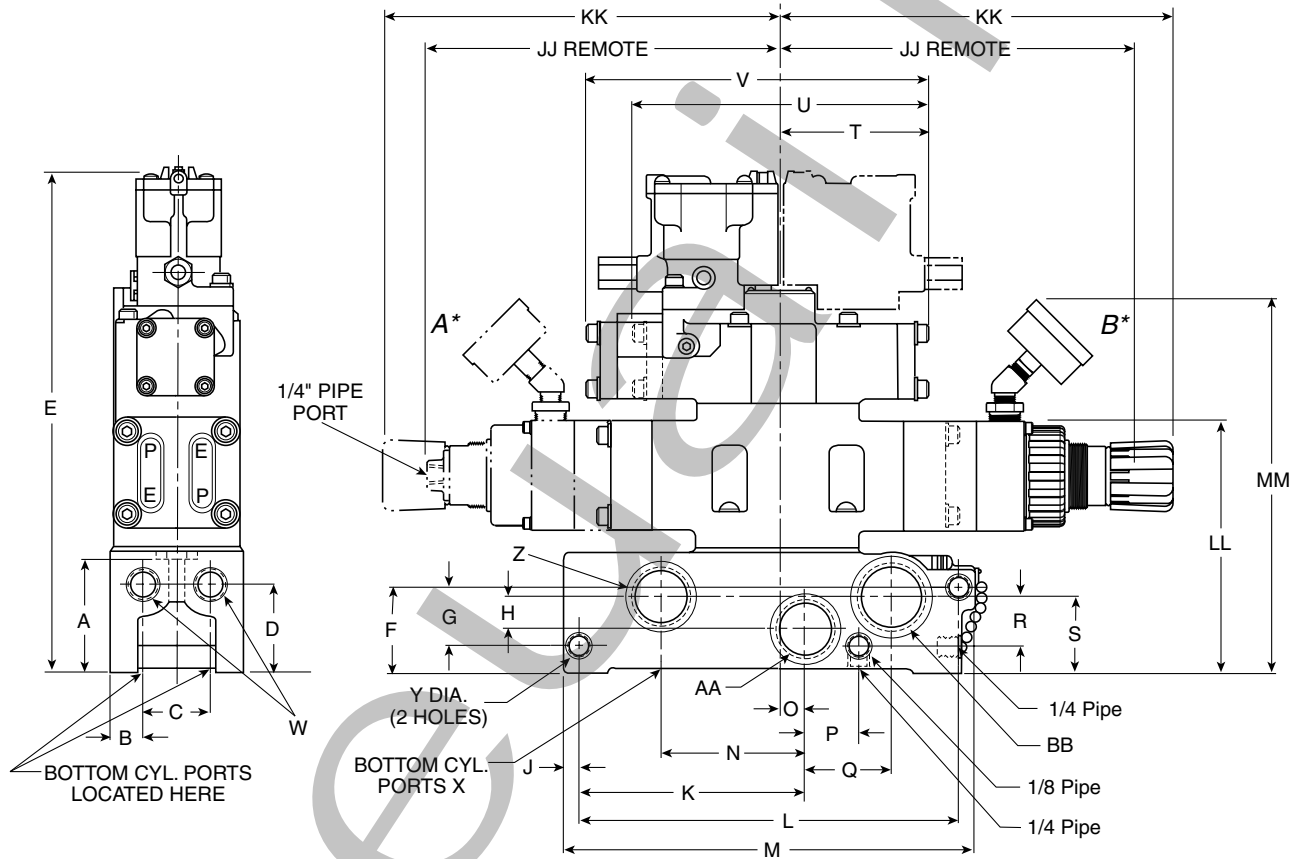 KK
KK
JJ REMOTE
JJ REMOTE
V
U
T
A*
B*
1/4" PIPE
PORT
E
P
E
E
P
MM
LL
Z
A
D
F
G
H
R
S
B
C
W
Y DIA.
(2 HOLES)
AA
O
P
1/4 Pipe
BB
BOTTOM CYL. PORTS
LOCATED HERE
BOTTOM CYL.
PORTS X
J
N
Q
K
1/8 Pipe
L
1/4 Pipe
M